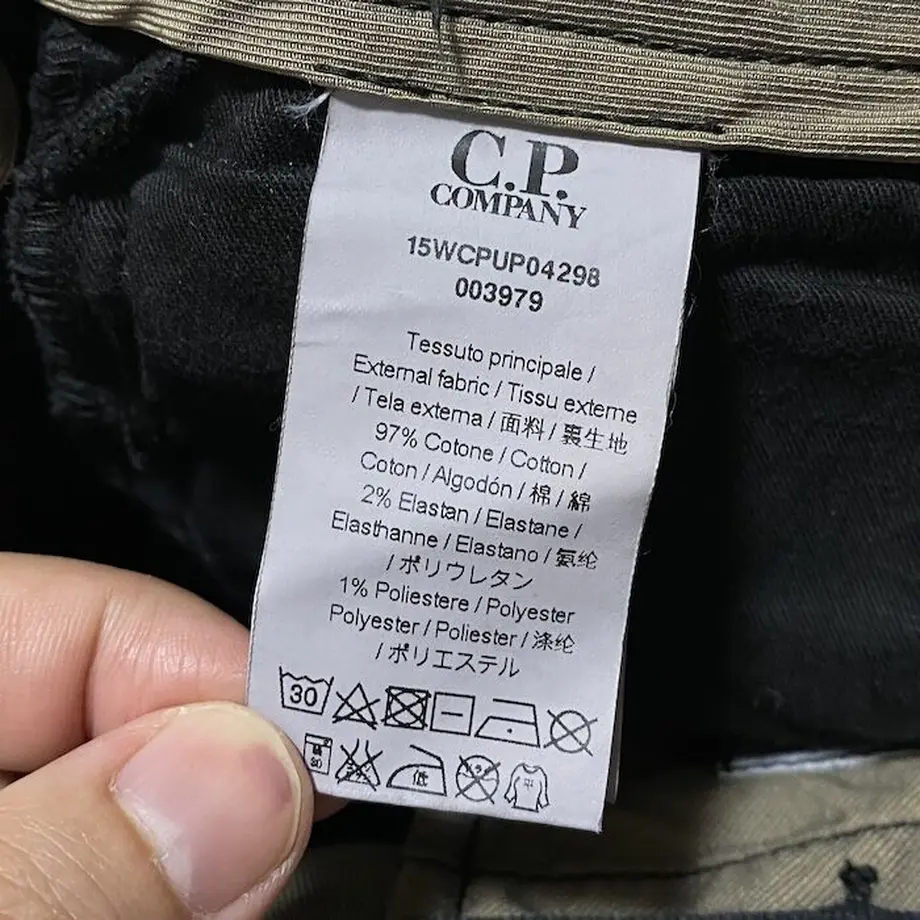 C.P.
COMPANY
15WCPUP04298
003979
Tessuto principale /
External fabric / Tissu externe
/ Tela externa / 面料 / 裏生地
97% Cotone / Cotton /
Coton / Algodón / 棉 / 綿
2% Elastan / Elastane /
Elasthanne / Elastano / 氨纶
/ ポリウレタン
1% Poliestere / Polyester
Polyester / Poliester / 涤纶
/ ポリエステル
30
低
平